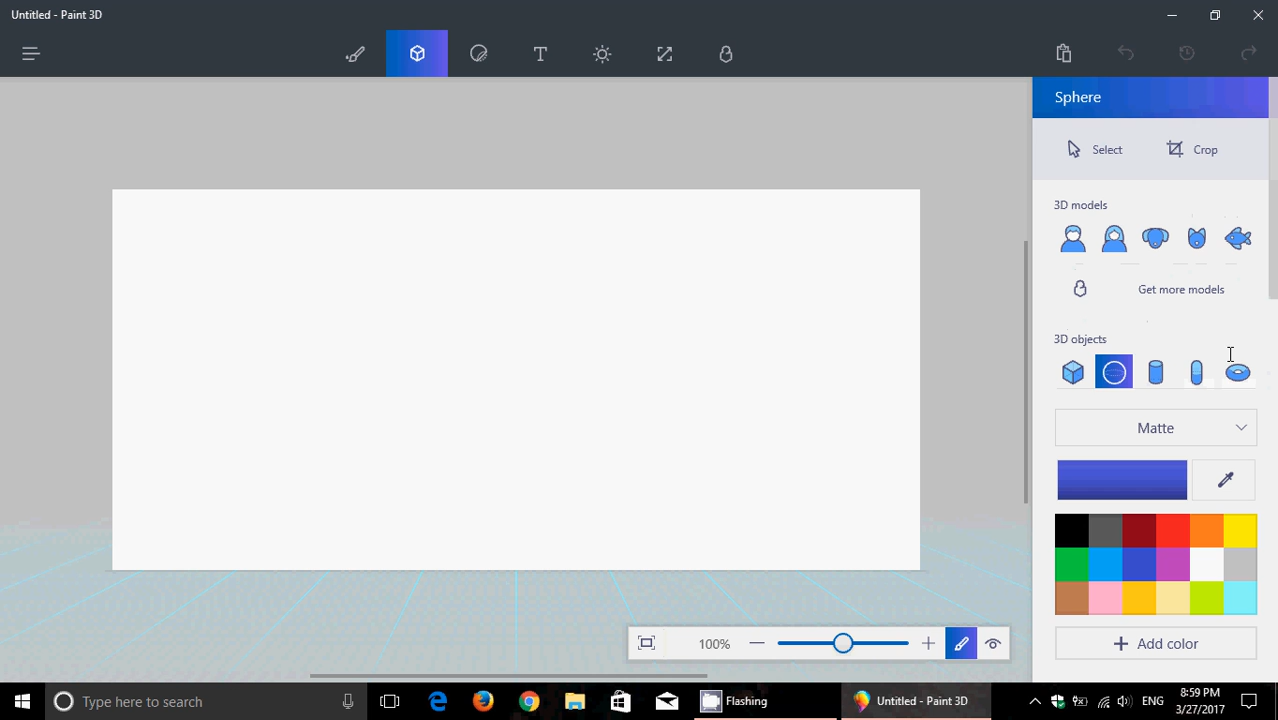 Untitled - Paint 3D
Sphere
Select
Crop
3D models
Get more models
3D objects
Matte
100%
Add color
Type here to search
Flashing
Untitled - Paint 3D
ENG
8:59 PM
3/27/2017